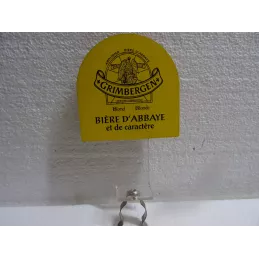 GRIMBERGEN
Blond Blonde
BIÈRE D'ABBAYE
et de caractère